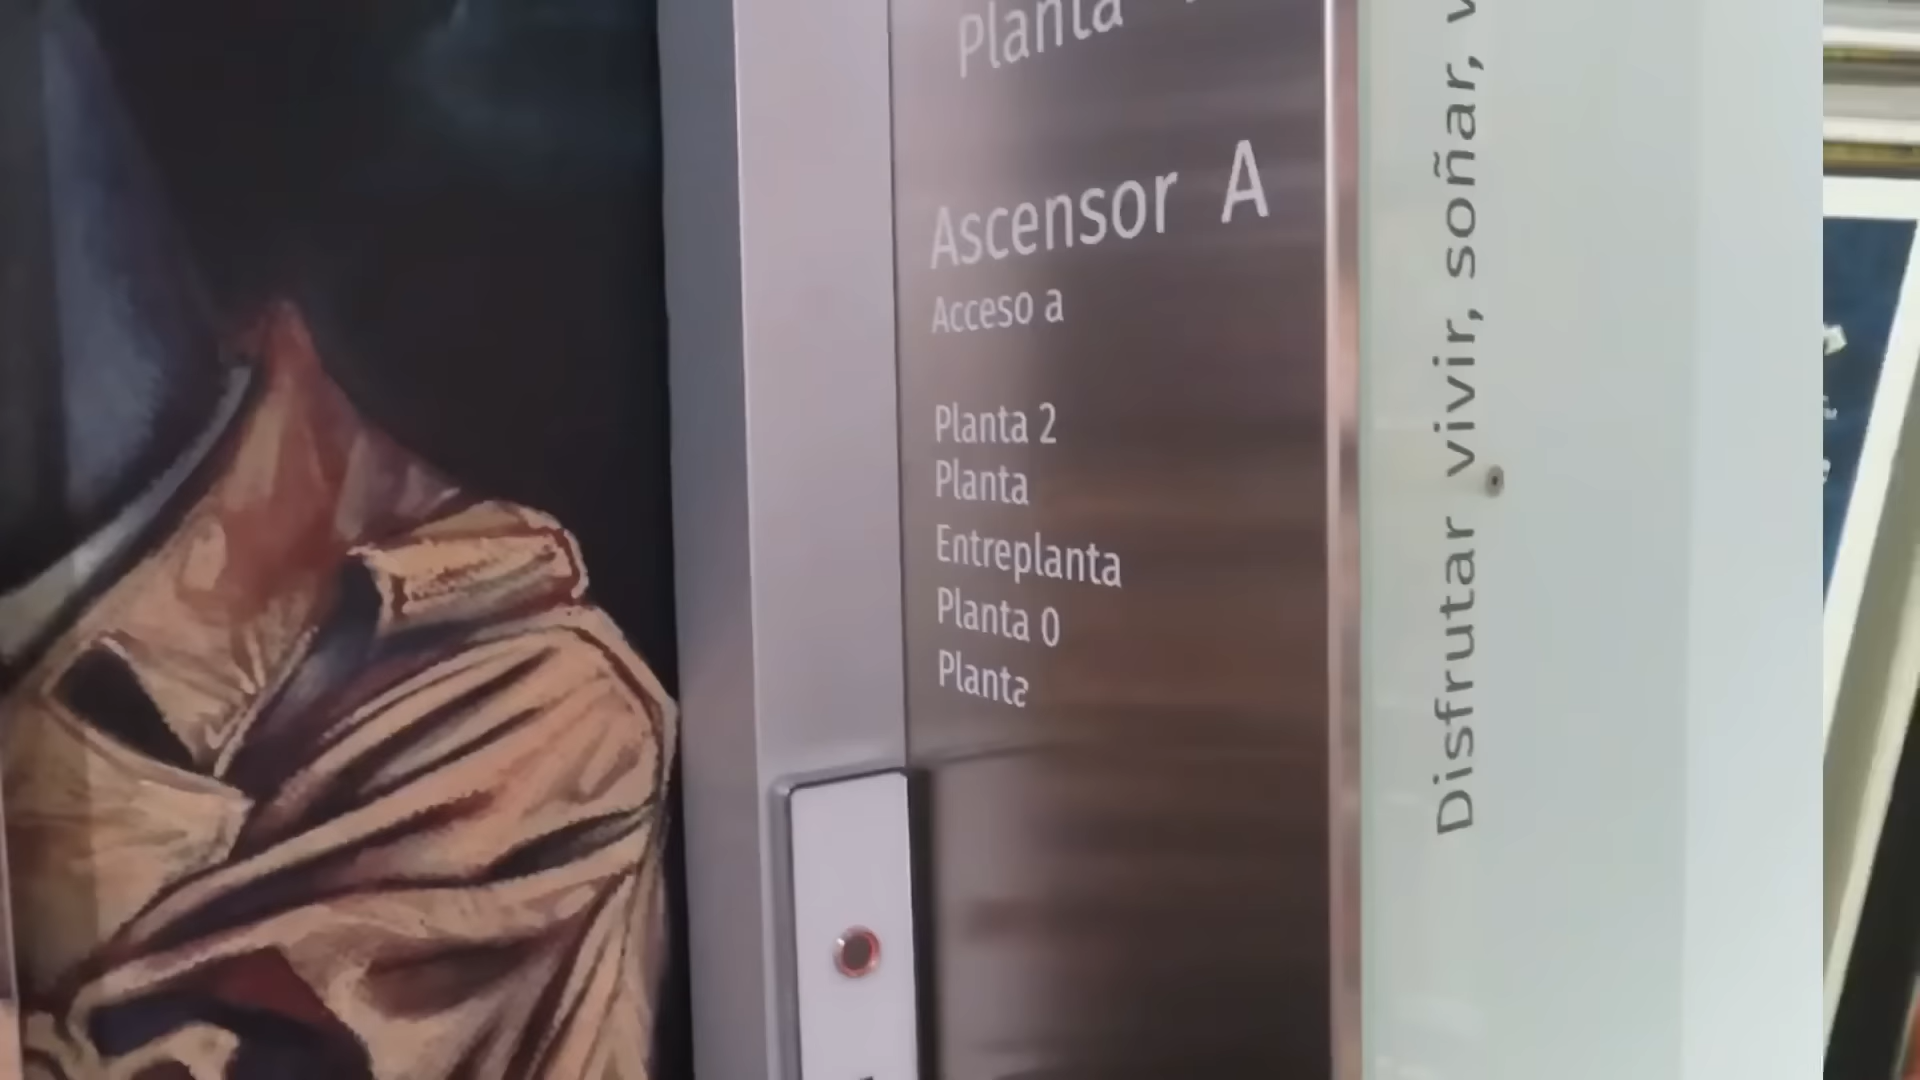 Planta
Ascensor A
Acceso a
Planta 2
Planta
Entreplanta
Planta 0
Planta
Disfrutar vivir, soñar,